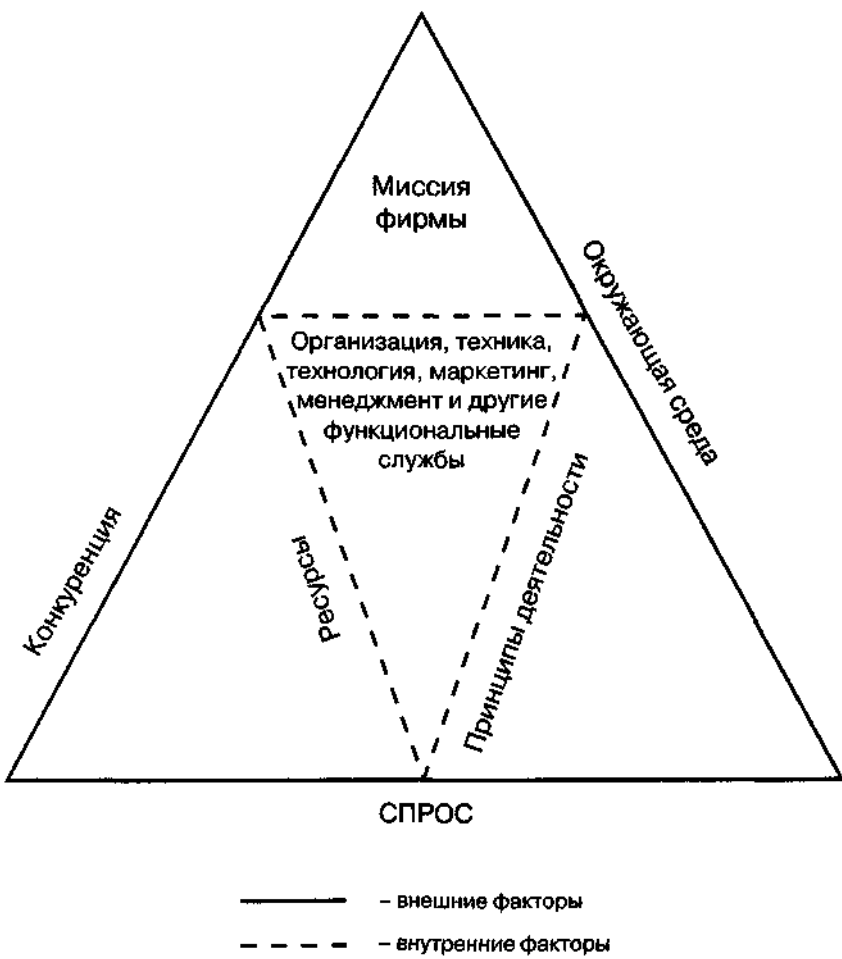 Миссия
фирмы
Окружающая среда
Организация, техника,
технология, маркетинг,
менеджмент и другие
функциональные
службы
Конкуренция
Ресурсы
Принципы деятельности
СПРОС
– внешние факторы
– внутренние факторы